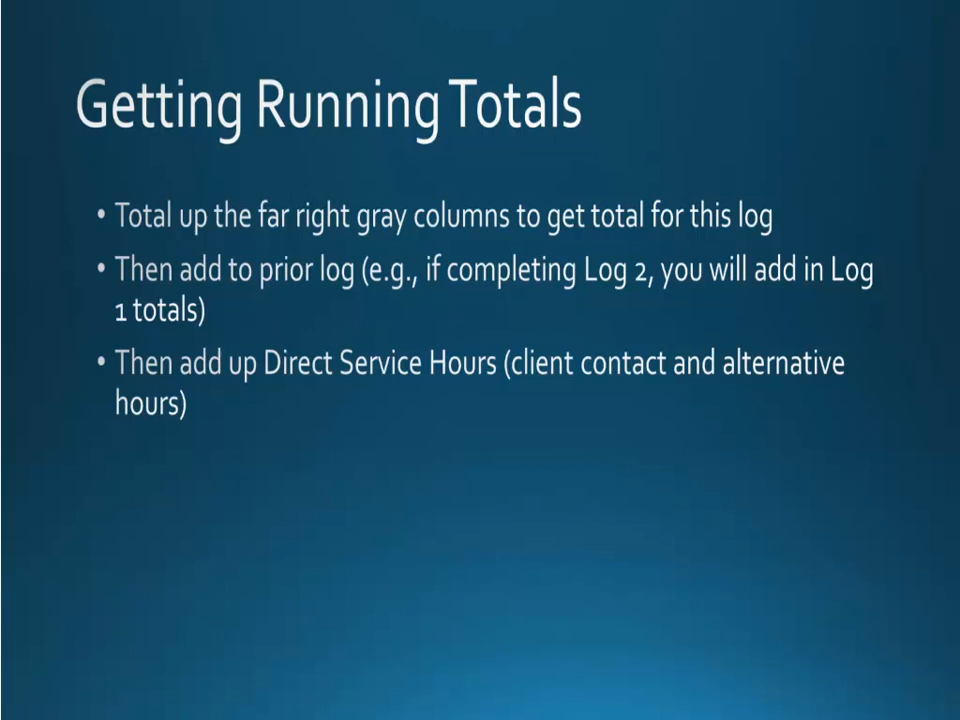 Getting Running Totals
• Total up the far right gray columns to get total for this log
• Then add to prior log (e.g., if completing Log 2, you will add in Log
1 totals)
• Then add up Direct Service Hours (client contact and alternative
hours)